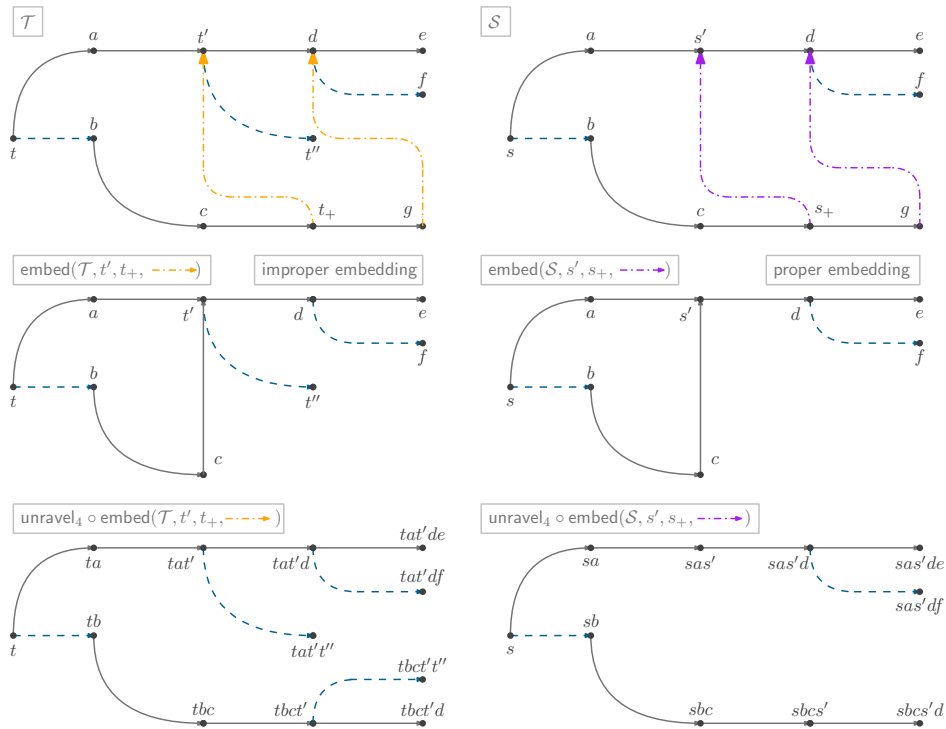 𝒯
a t′ d e
f
b
t t″
c t₊ g
𝒮
a s′ d e
f
b
s
c s₊ g
embed(𝒯, t′, t₊, ) improper embedding
a t′ d e
f
b
t t″
c
embed(𝒮, s′, s₊, ) proper embedding
a s′ d e
f
b
s
c
unravel₄ ∘ embed(𝒯, t′, t₊, )
ta tat′ tat′d tat′de
tat′df
tb
t tat′t″
tbct′t″
tbc tbct′ tbct′d
unravel₄ ∘ embed(𝒮, s′, s₊, )
sa sas′ sas′d sas′de
sas′df
sb
s
sbc sbcs′ sbcs′d